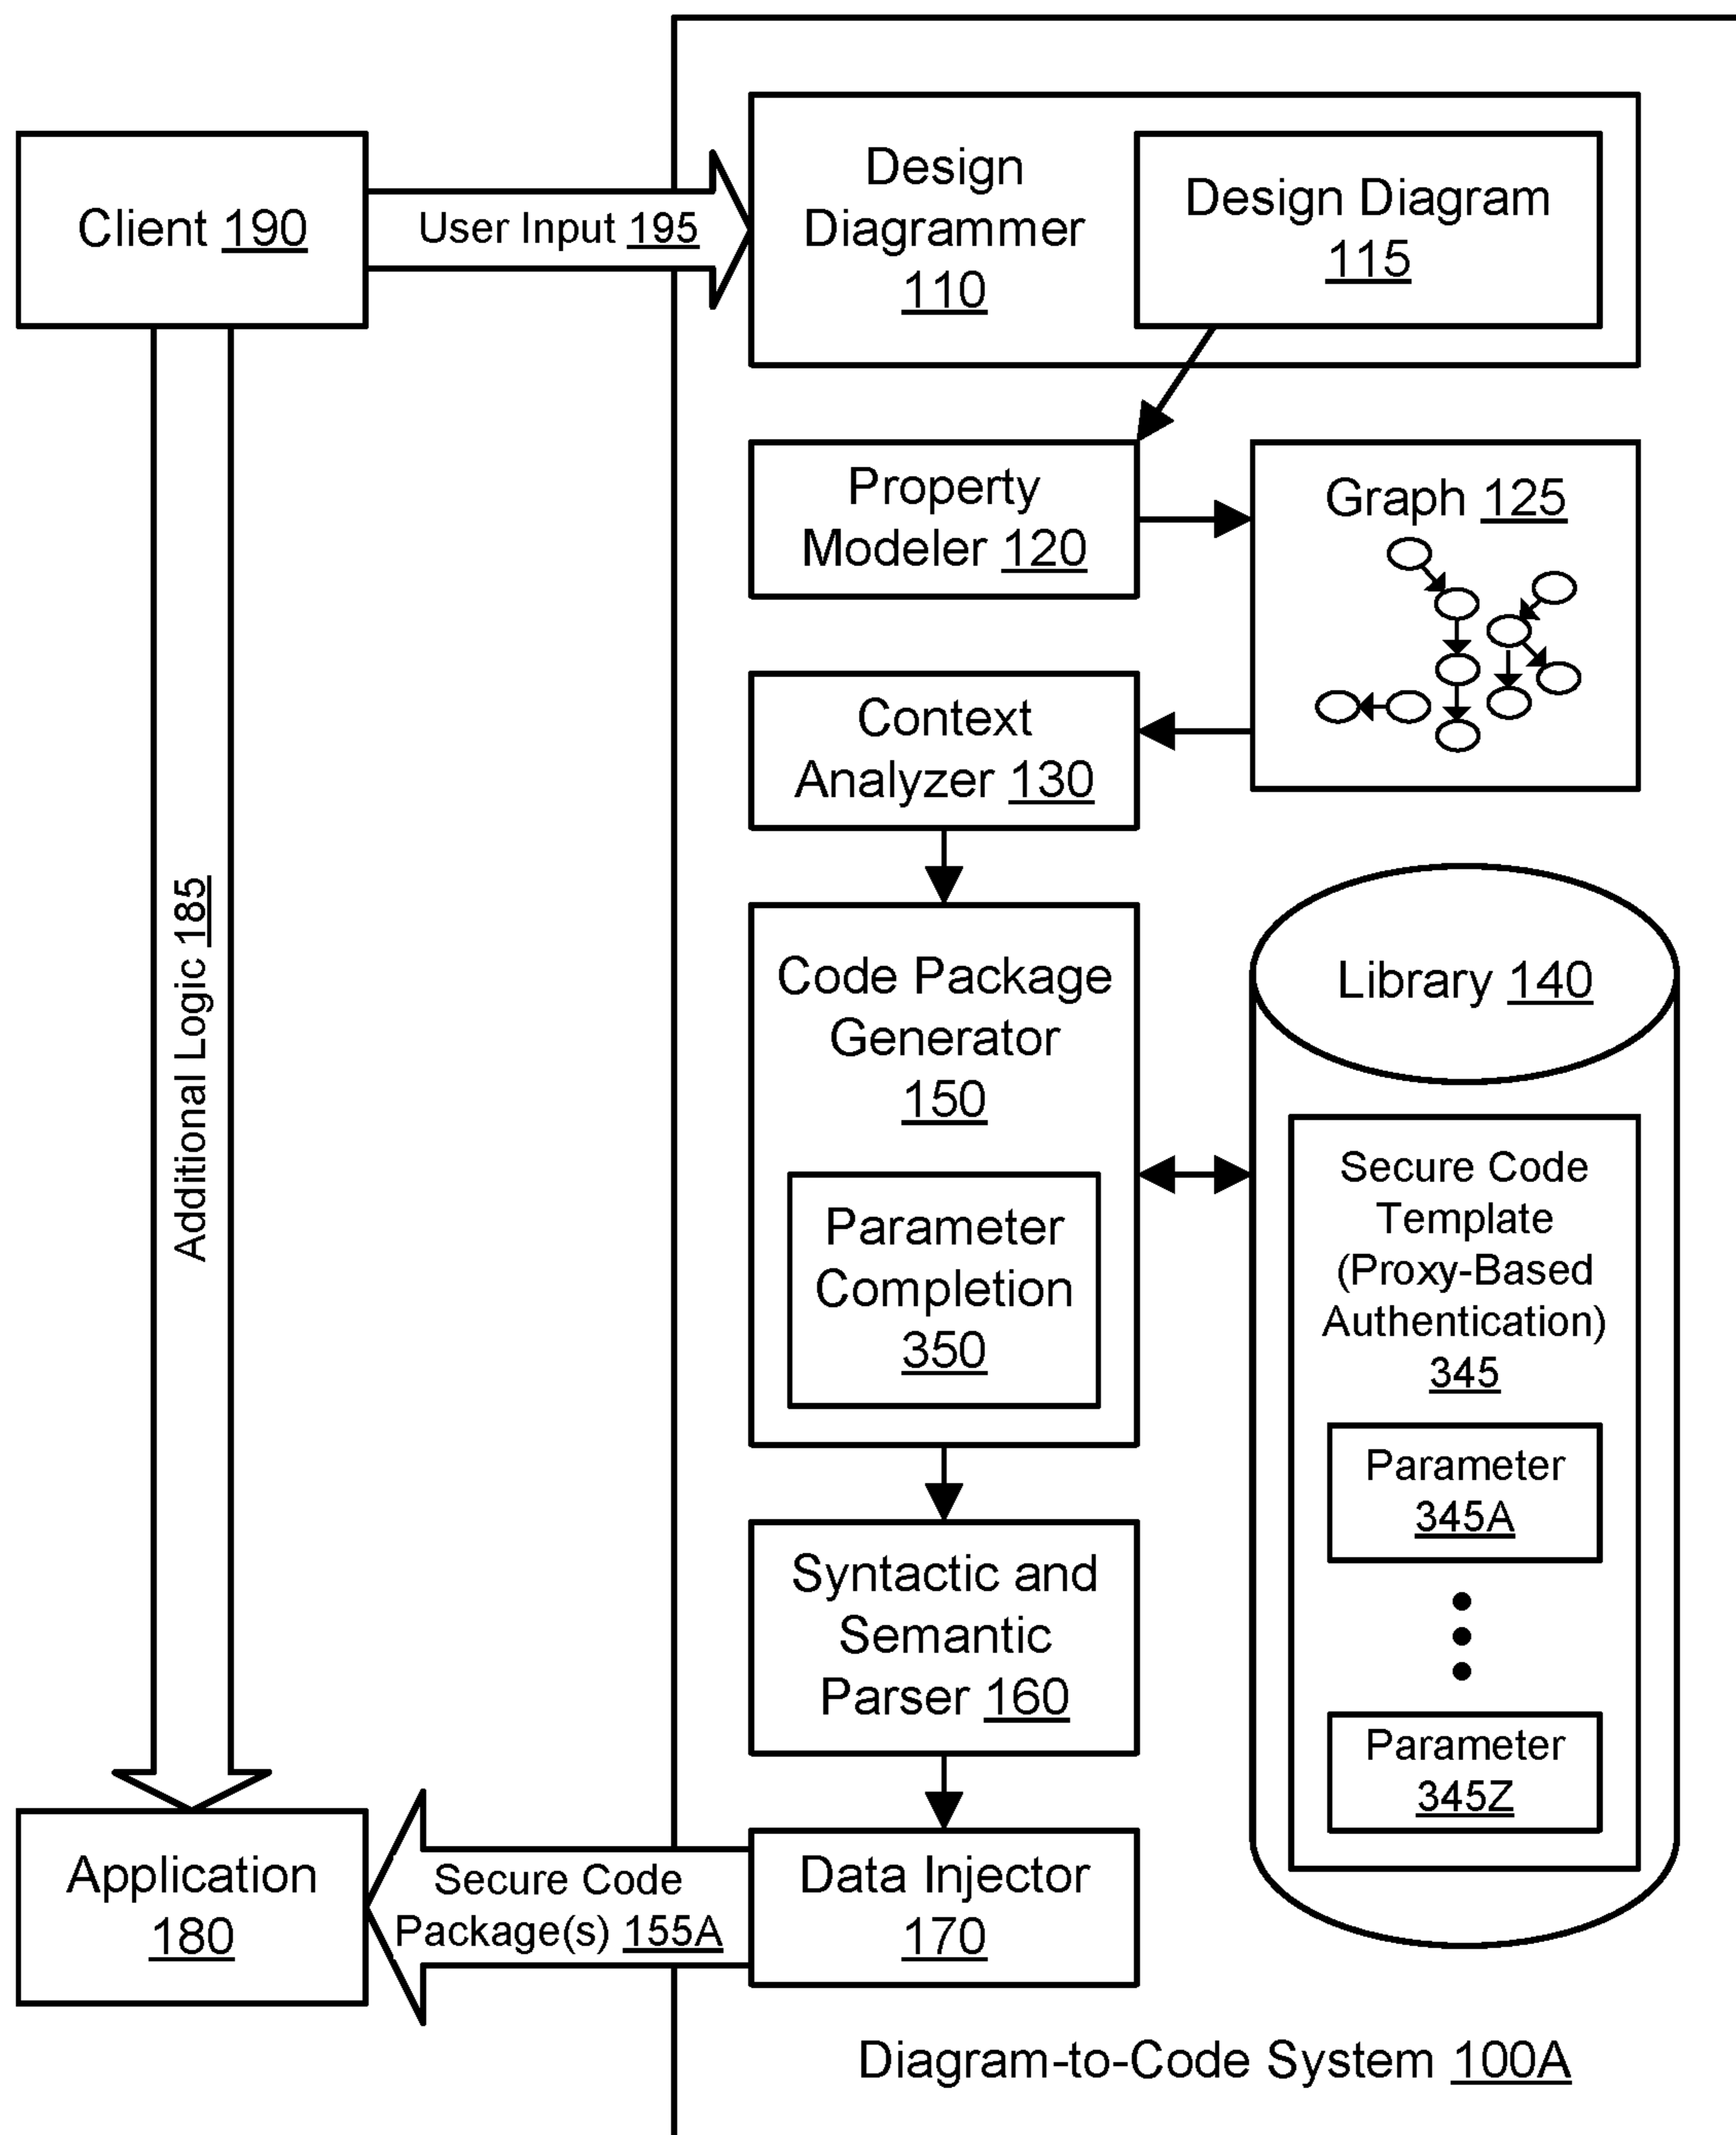 Client 190
User Input 195
Design
Diagrammer
110
Design Diagram
115
Property
Modeler 120
Graph 125
Context
Analyzer 130
Additional Logic 185
Code Package
Generator
150
Parameter
Completion
350
Library 140
Secure Code
Template
(Proxy-Based
Authentication)
345
Parameter
345A
Parameter
345Z
Syntactic and
Semantic
Parser 160
Application
180
Secure Code
Package(s) 155A
Data Injector
170
Diagram-to-Code System 100A